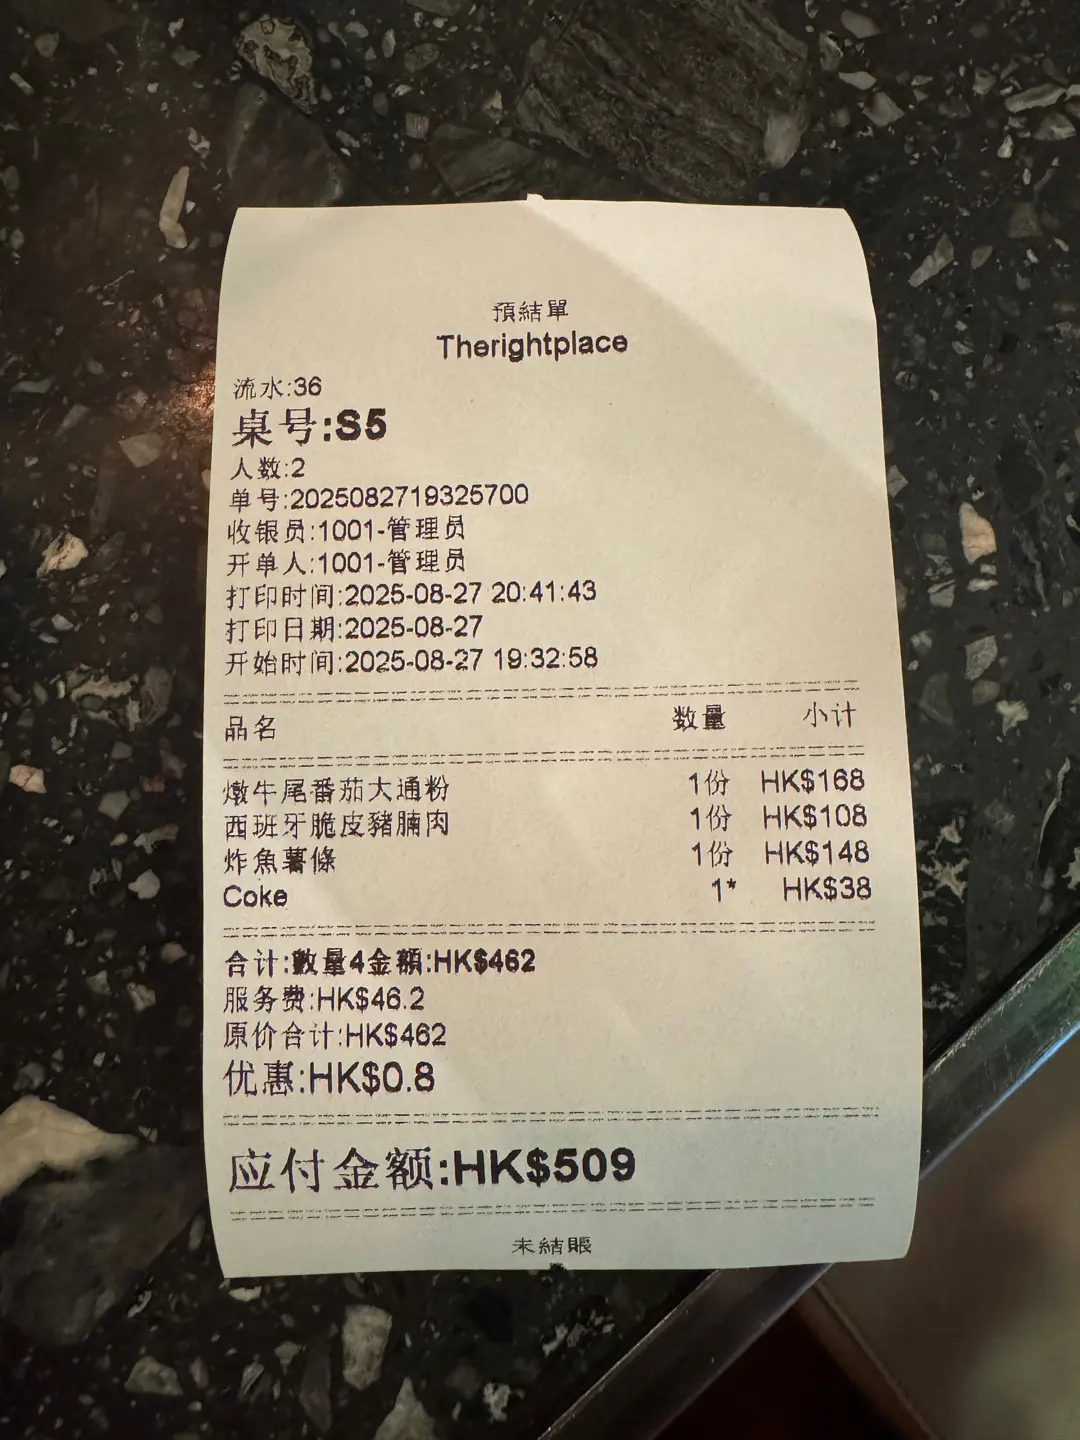 預結單
Therightplace
流水:36
桌号:S5
人数:2
单号:2025082719325700
收银员:1001-管理员
开单人:1001-管理员
打印时间:2025-08-27 20:41:43
打印日期:2025-08-27
开始时间:2025-08-27 19:32:58
品名 数量 小计
燉牛尾番茄大通粉 1份 HK$168
西班牙脆皮豬腩肉 1份 HK$108
炸魚薯條 1份 HK$148
Coke 1* HK$38
合计:數量4金額:HK$462
服务费:HK$46.2
原价合计:HK$462
优惠:HK$0.8
应付金额:HK$509
未結賬